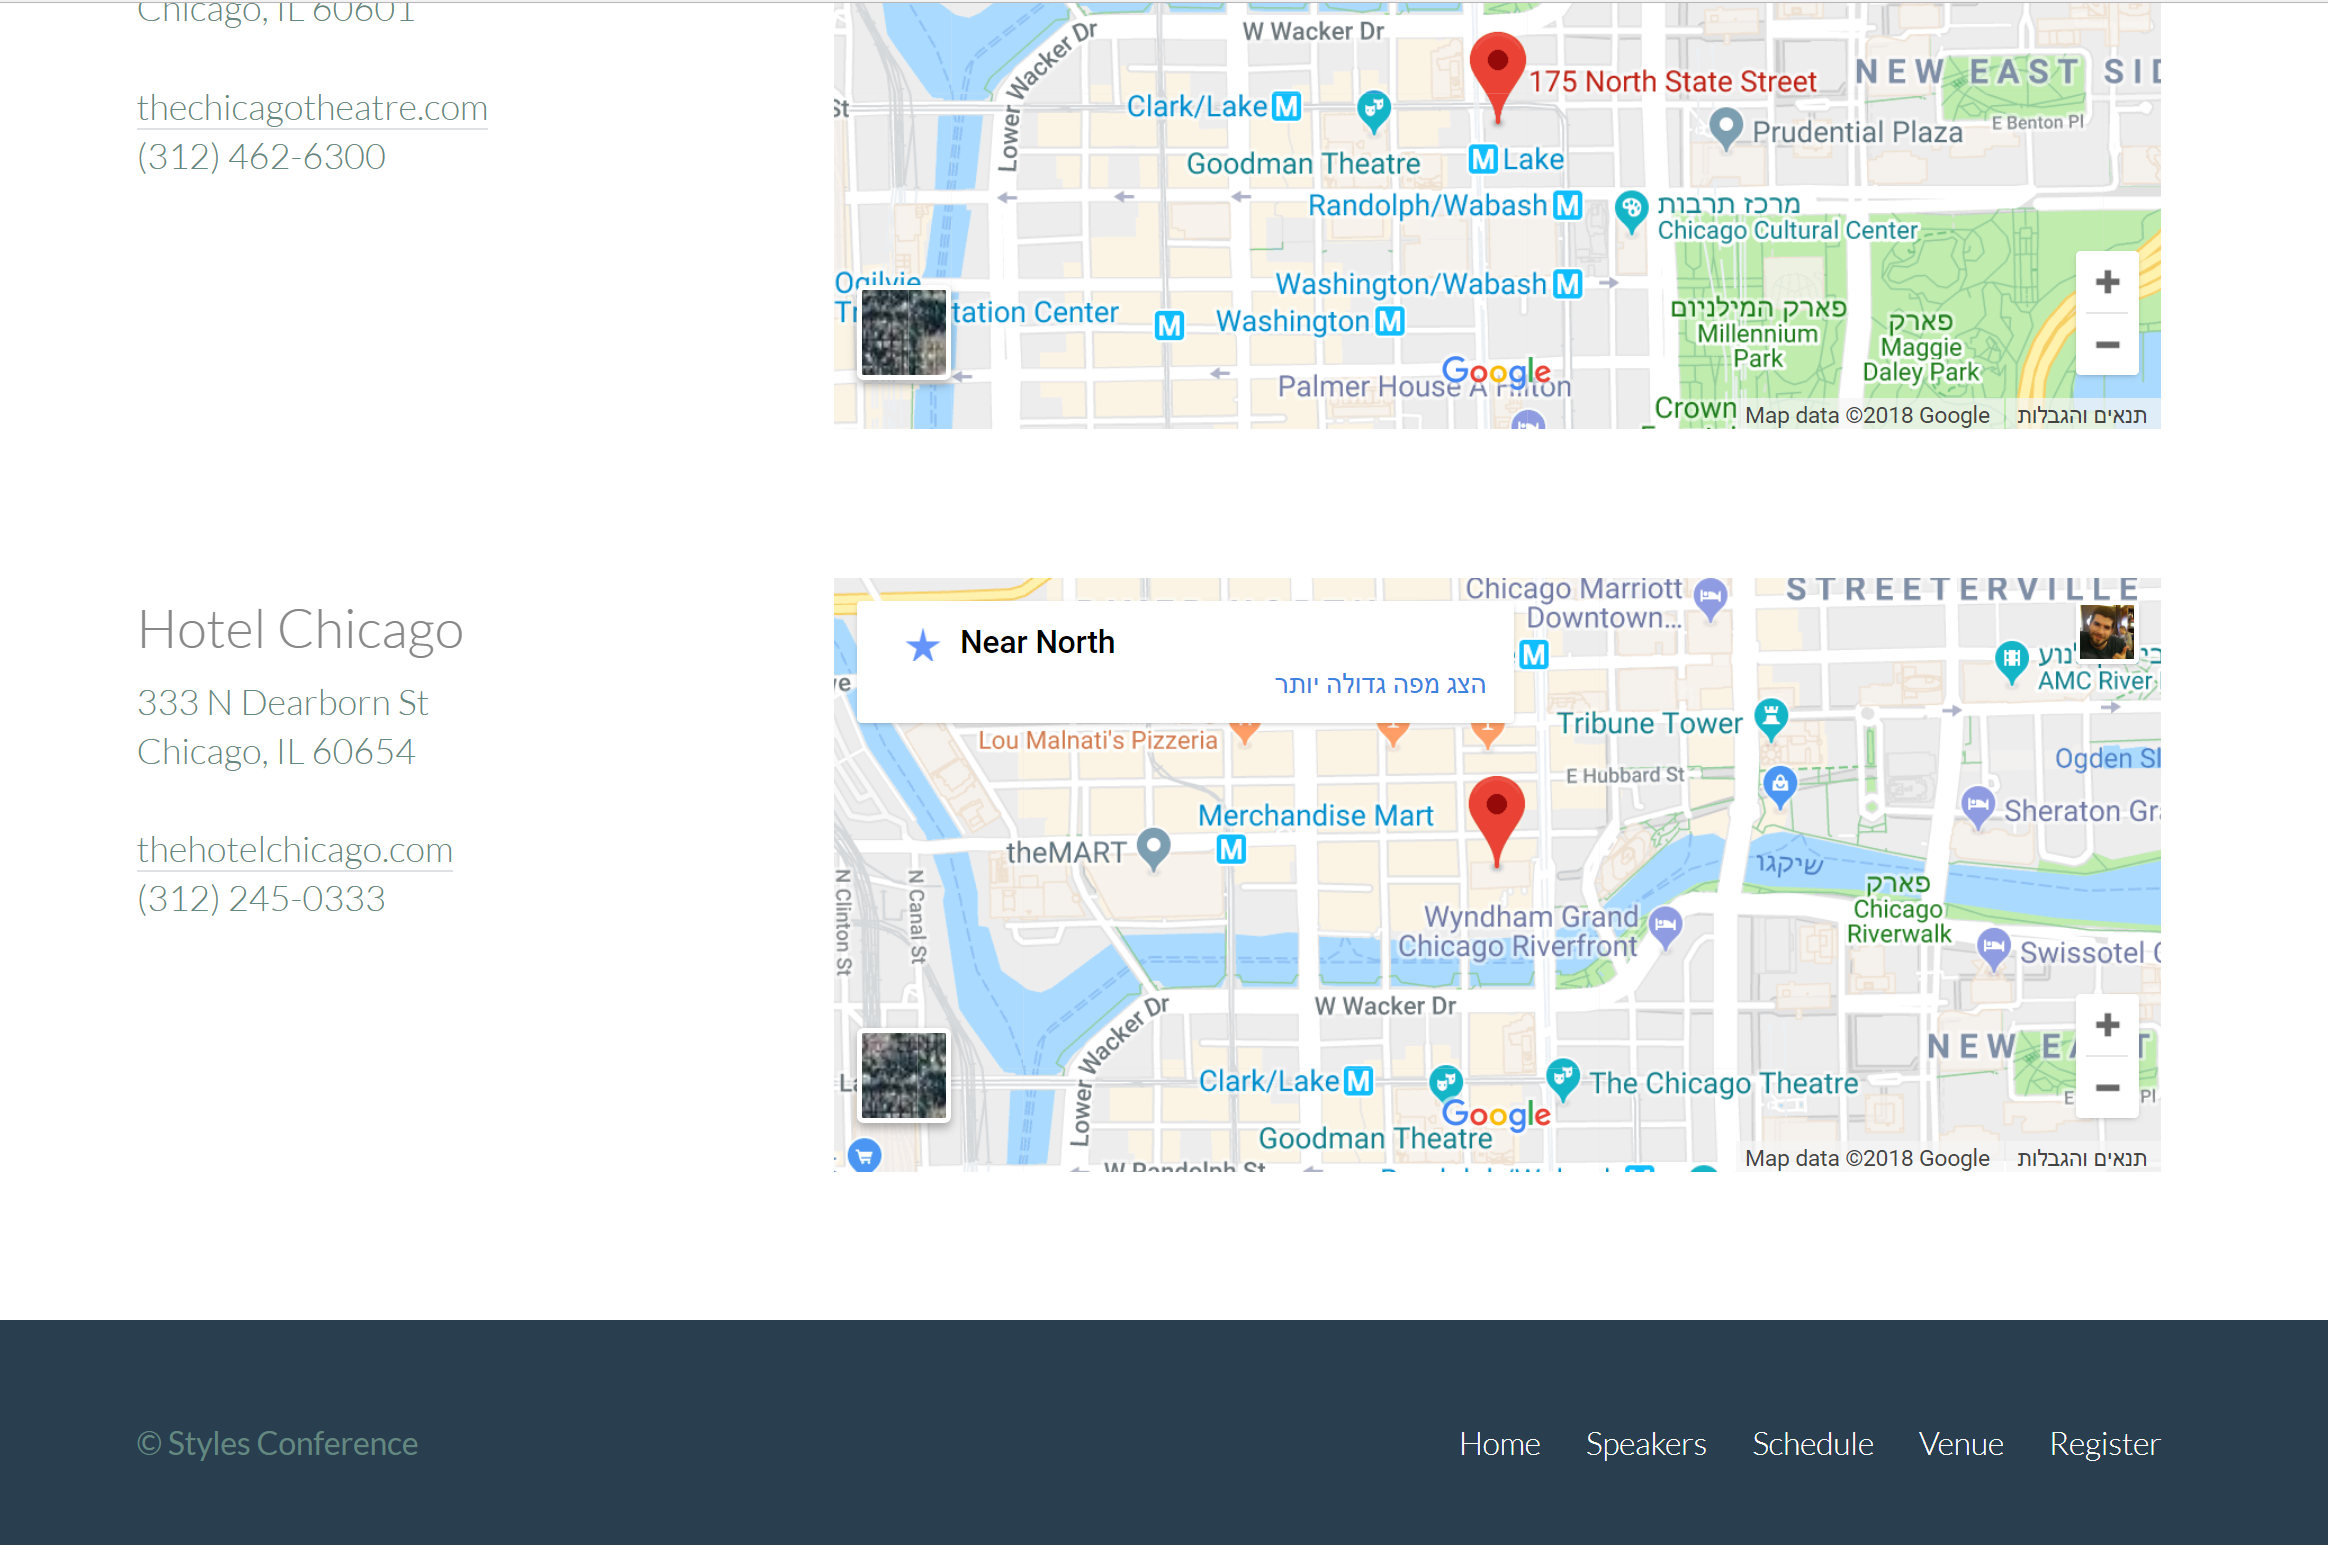 Chicago, IL 60601
thechicagotheatre.com
(312) 462-6300
W Wacker Dr
Lower Wacker Dr
175 North State Street
NEW EAST SID
St
Clark/Lake M
Goodman Theatre
M Lake
Prudential Plaza
E Benton Pl
Randolph/Wabash M
מרכז תרבות
Chicago Cultural Center
Ogilvie
tation Center
M
Washington/Wabash M
Washington M
פארק המילניום
Millennium
Park
פארק
Maggie
Daley Park
Google
Palmer House A Hilton
Crown
Map data ©2018 Google
תנאים והגבלות
Hotel Chicago
333 N Dearborn St
Chicago, IL 60654
thehotelchicago.com
(312) 245-0333
Chicago Marriott
Downtown...
STREETERVILLE
Near North
הצג מפה גדולה יותר
M
AMC River
Lou Malnati's Pizzeria
Tribune Tower
E Hubbard St
Ogden Sl
Merchandise Mart
M
theMART
Sheraton Gr
שיקגו
N Clinton St
N Canal St
Wyndham Grand
Chicago Riverfront
פארק
Chicago
Riverwalk
Swissotel
W Wacker Dr
Lower Wacker Dr
NEW EAST
Clark/Lake M
The Chicago Theatre
Google
Goodman Theatre
W Randolph St
Pl
Map data ©2018 Google
תנאים והגבלות
© Styles Conference
Home
Speakers
Schedule
Venue
Register